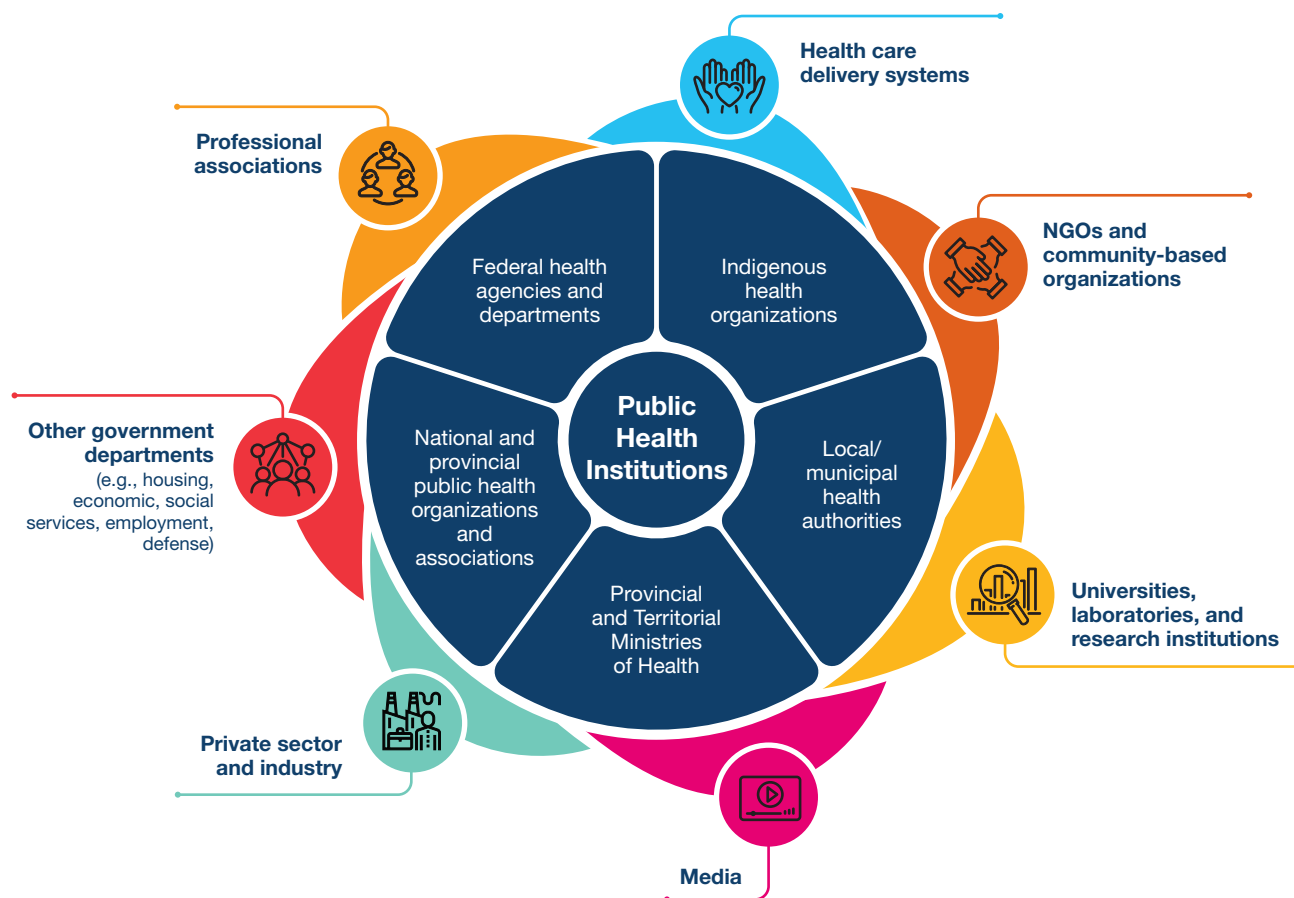 Health care
delivery systems
Professional
associations
NGOs and
community-based
organizations
Federal health
agencies and
departments
Indigenous
health
organizations
Public
Health
Institutions
Other government
departments
(e.g., housing,
economic, social
services, employment,
defense)
National and
provincial
public health
organizations
and
associations
Local/
municipal
health
authorities
Provincial
and Territorial
Ministries
of Health
Universities,
laboratories, and
research institutions
Private sector
and industry
Media